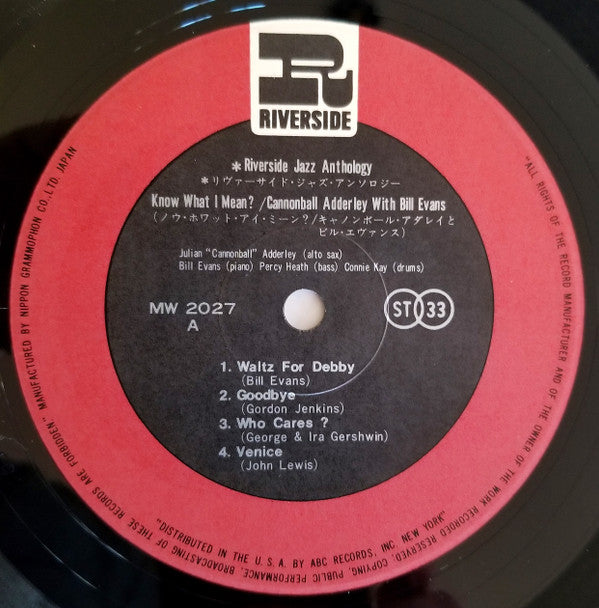 R
RIVERSIDE
*Riverside Jazz Anthology
*リヴァーサイド・ジャズ・アンソロジー
Know What I Mean? /Cannonball Adderley With Bill Evans
(ノウ・ホワット・アイ・ミーン?/キャノンボール・アダレイと
ビル・エヴァンス)
Julian "Cannonball" Adderley (alto sax)
Bill Evans (piano) Percy Heath (bass) Connie Kay (drums)
MW 2027
A
ST 33
1. Waltz For Debby
(Bill Evans)
2. Goodbye
(Gordon Jenkins)
3. Who Cares ?
(George & Ira Gershwin)
4. Venice
(John Lewis)
"ALL RIGHTS OF THE RECORD MANUFACTURER AND OF THE OWNER OF THE WORK RECORDED RESERVED, COPYING, PUBLIC PERFORMANCE, BROADCASTING OF THESE RECORDS ARE FORBIDDEN" MANUFACTURED BY NIPPON GRAMMOPHON CO., LTD. JAPAN
"DISTRIBUTED IN THE U. S. A. BY ABC RECORDS, INC. NEW YORK"